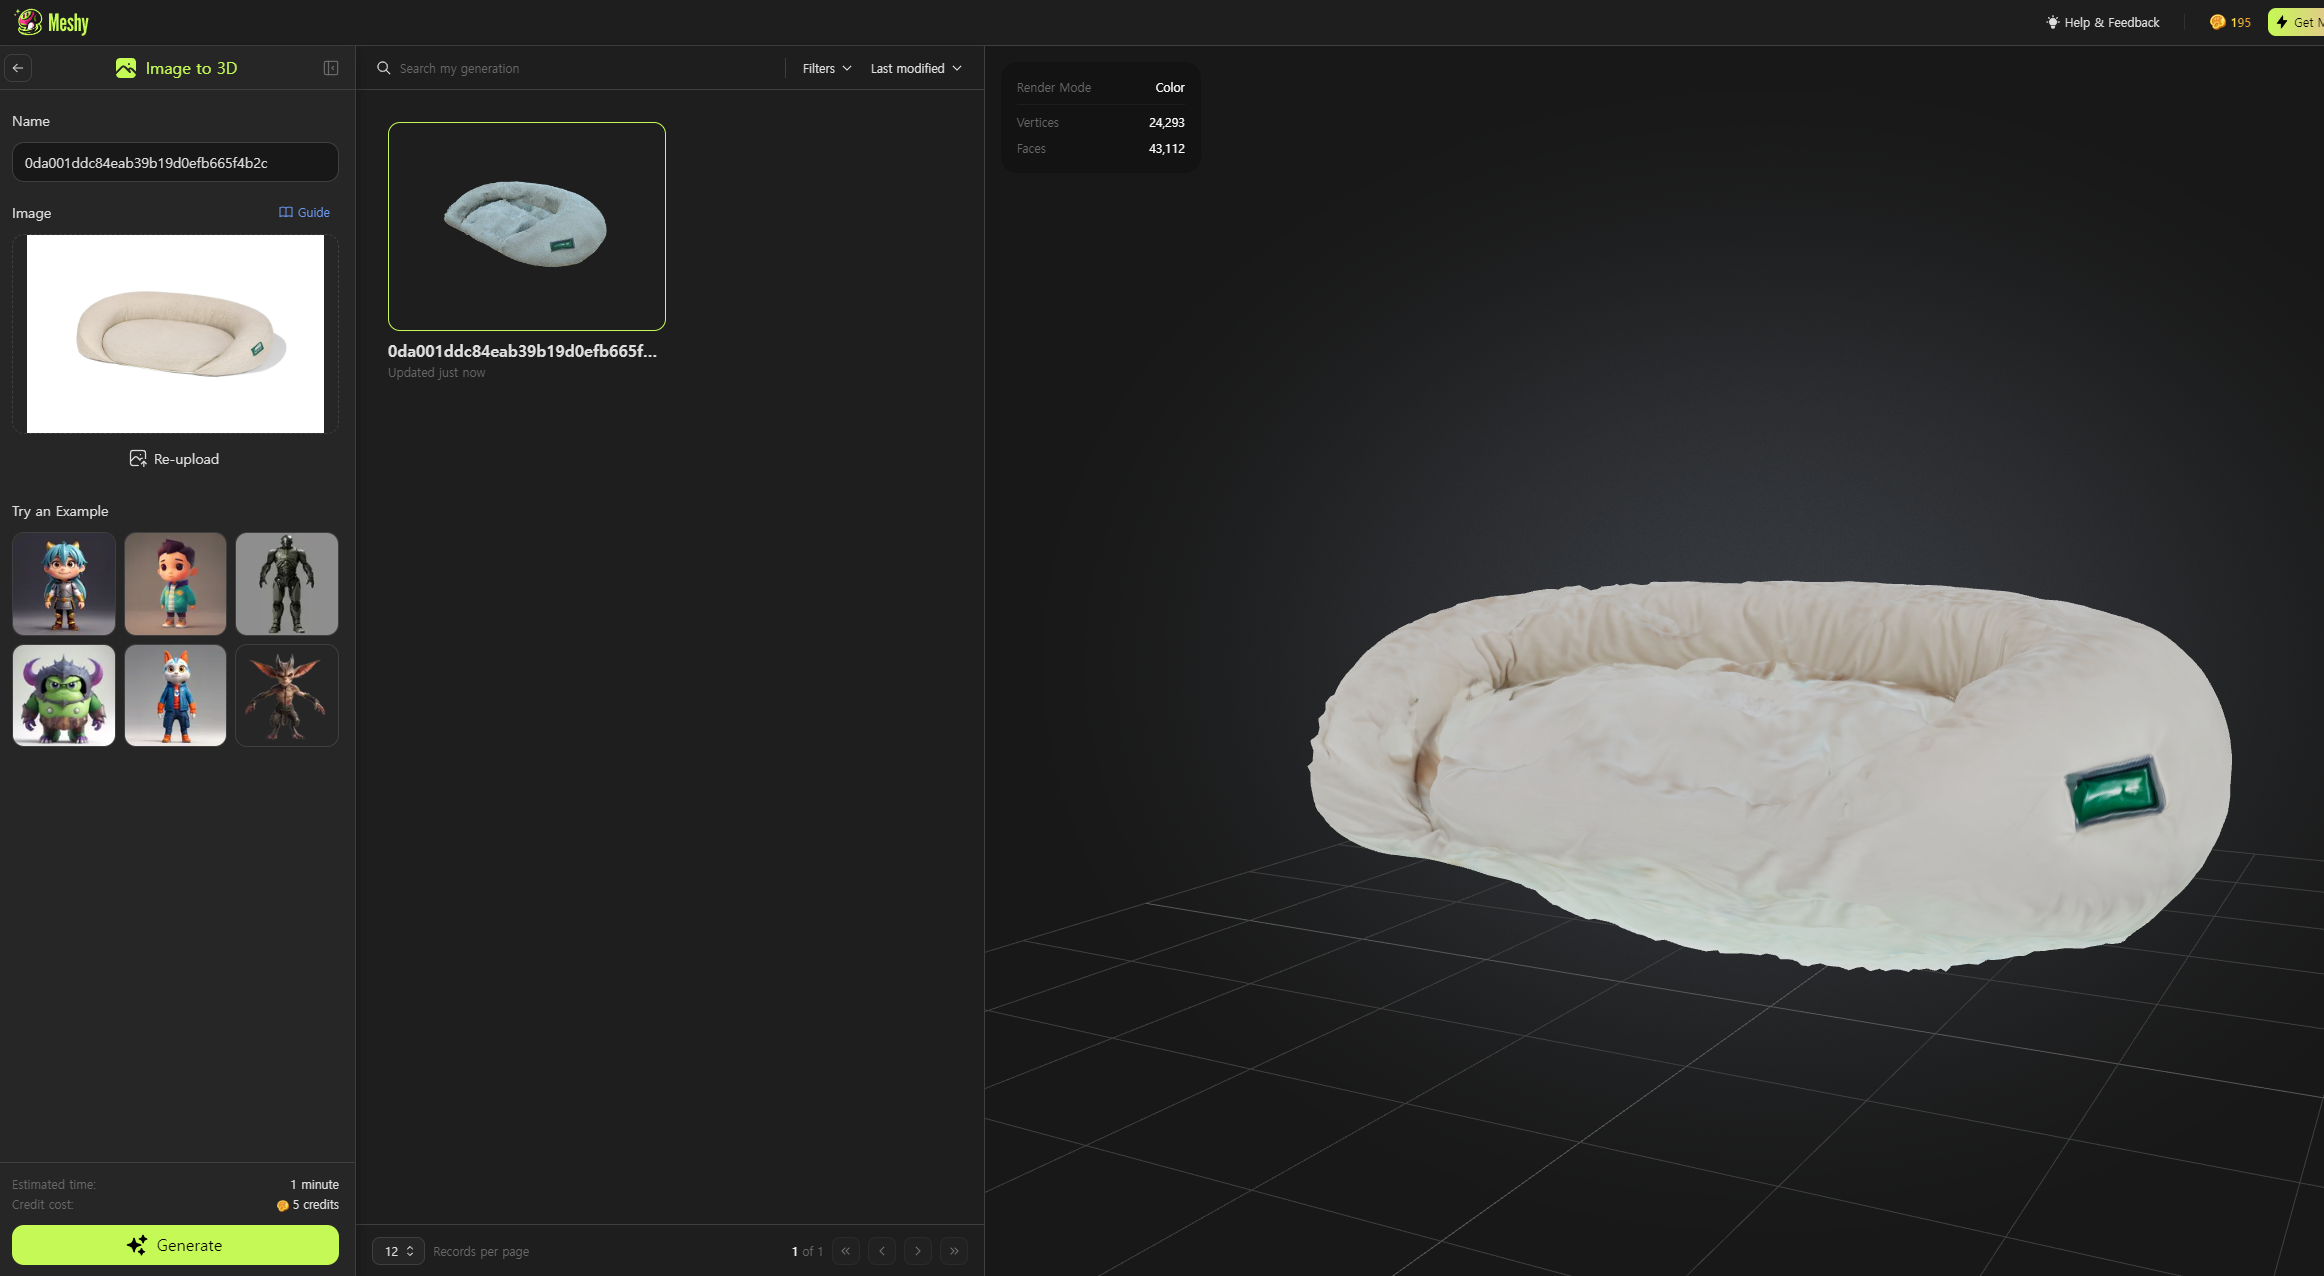 Meshy
Help & Feedback
195
Get M
Image to 3D
Search my generation
Filters
Last modified
Name
0da001ddc84eab39b19d0efb665f4b2c
Image
Guide
Re-upload
Try an Example
0da001ddc84eab39b19d0efb665f...
Updated just now
Render Mode
Color
Vertices
24,293
Faces
43,112
Estimated time:
1 minute
Credit cost:
5 credits
Generate
12
Records per page
1 of 1